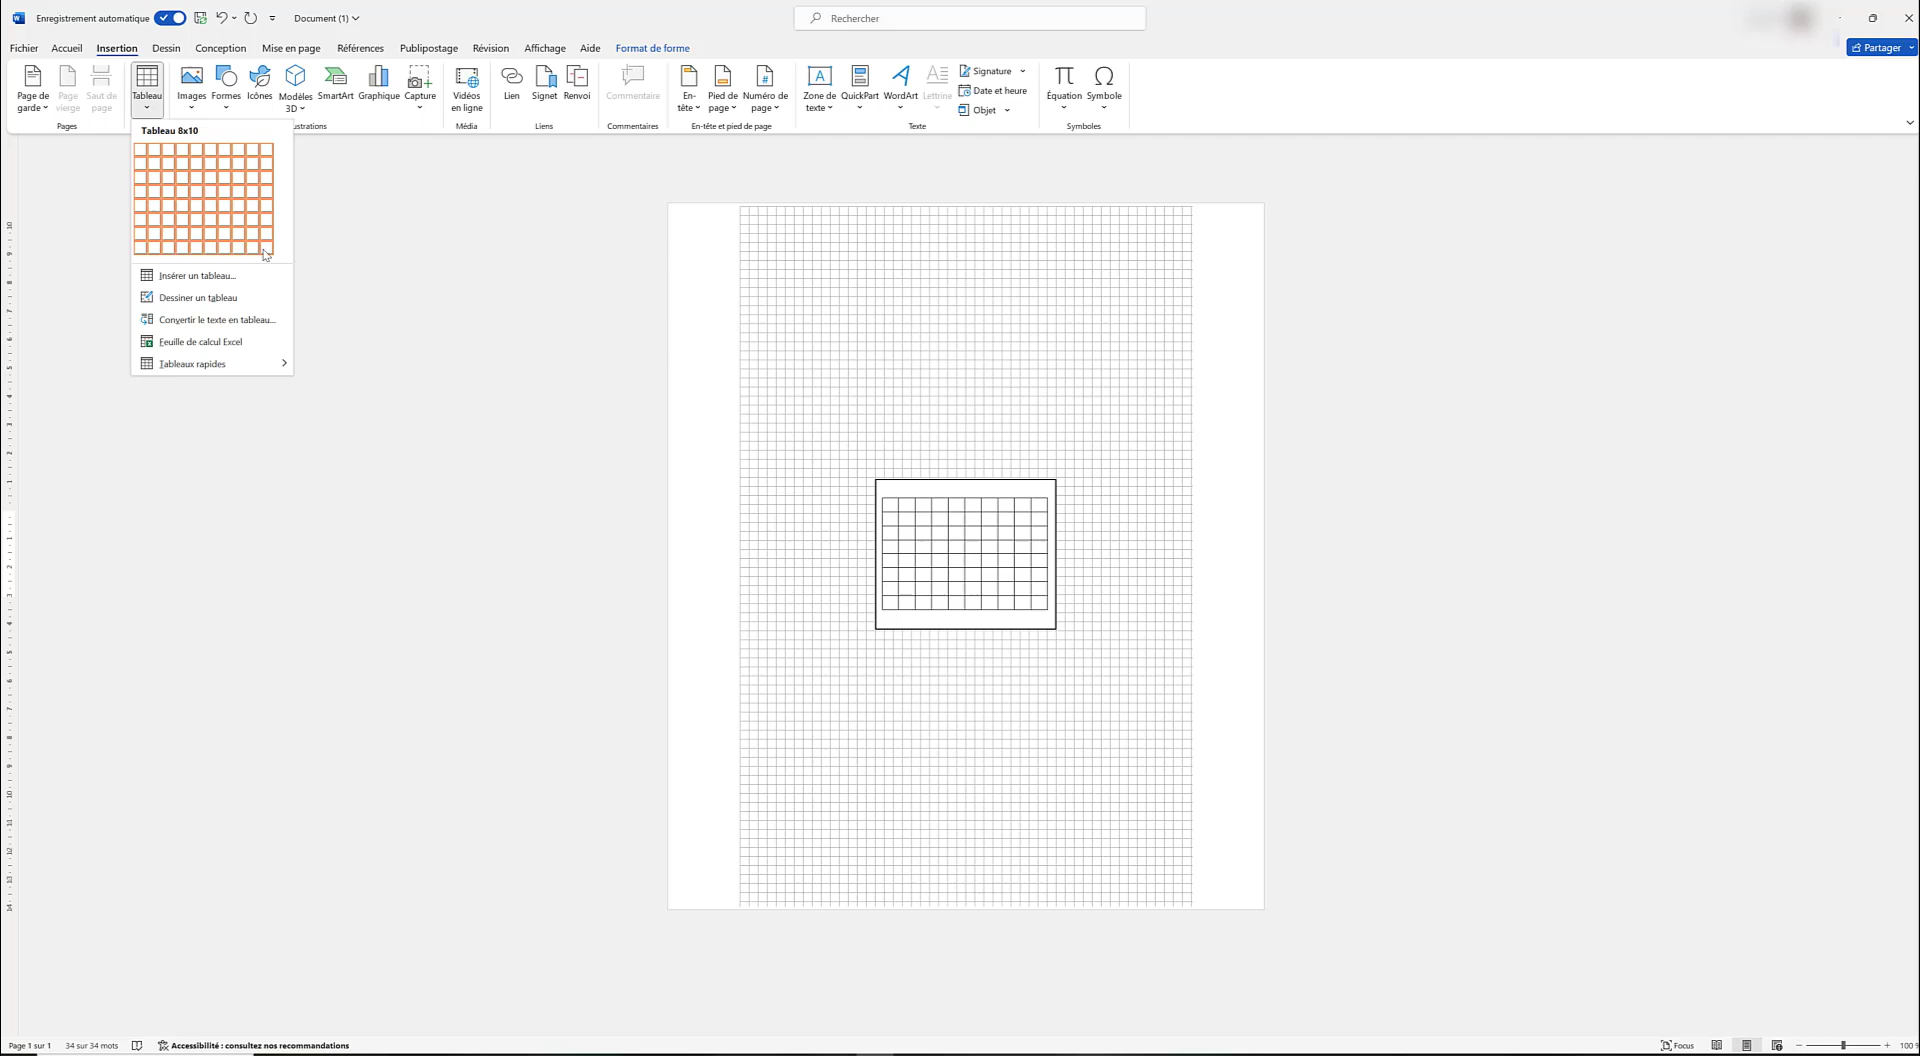 Enregistrement automatique
Document (1)
Rechercher
Fichier Accueil Insertion Dessin Conception Mise en page Références Publipostage Révision Affichage Aide Format de forme
Partager
Page de garde
Page vierge
Saut de page
Tableau
Images
Formes
Icônes
Modèles 3D
SmartArt
Graphique
Capture
Vidéos en ligne
Lien
Signet
Renvoi
Commentaire
En-tête
Pied de page
Numéro de page
Zone de texte
QuickPart
WordArt
Lettrine
Signature
Date et heure
Objet
Équation
Symbole
Pages
ustrations
Média
Liens
Commentaires
En-tête et pied de page
Texte
Symboles
Tableau 8x10
Insérer un tableau...
Dessiner un tableau
Convertir le texte en tableau...
Feuille de calcul Excel
Tableaux rapides
Page 1 sur 1
34 sur 34 mots
Accessibilité : consultez nos recommandations
Focus
100 %